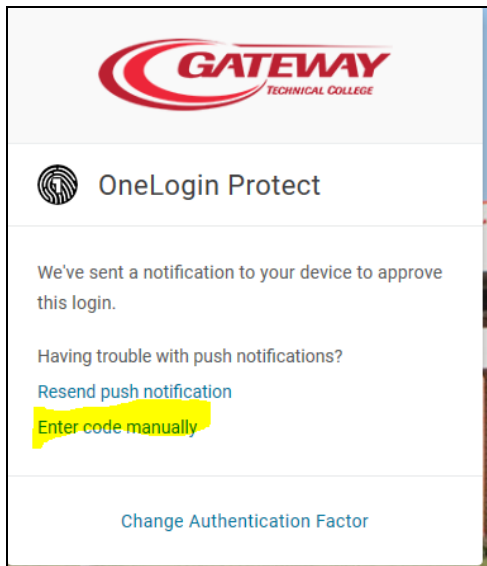 GATEWAY
TECHNICAL COLLEGE
OneLogin Protect
We've sent a notification to your device to approve
this login.
Having trouble with push notifications?
Resend push notification
Enter code manually
Change Authentication Factor